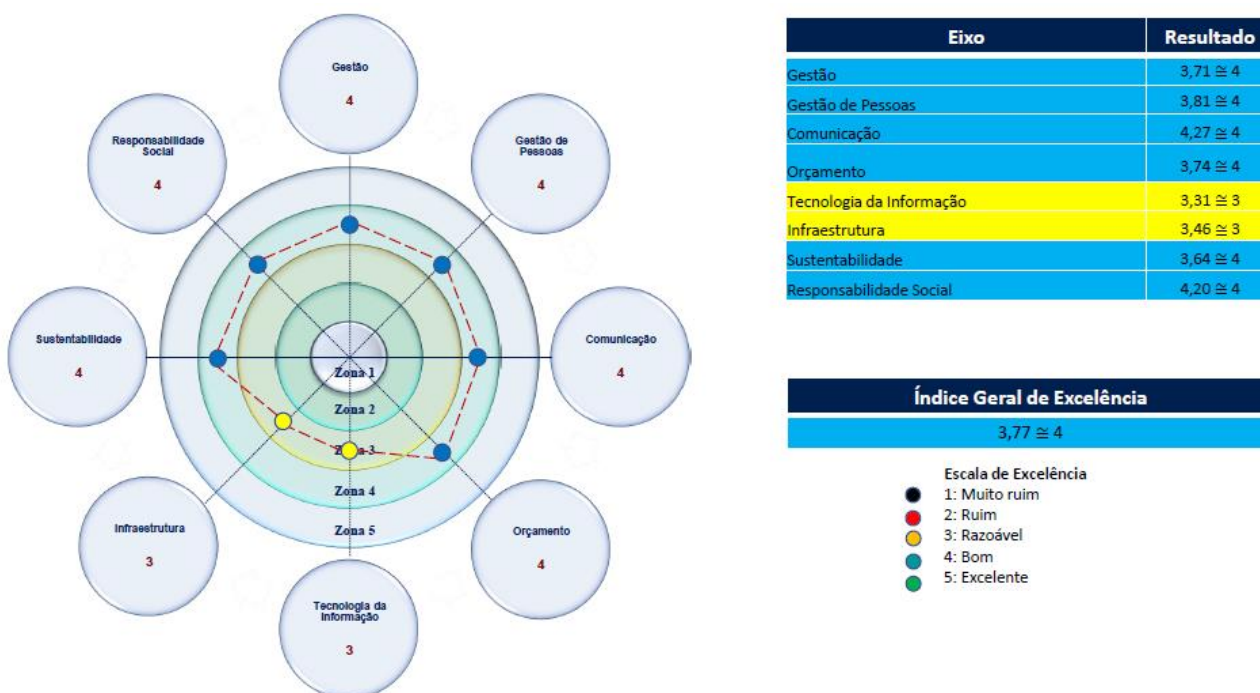 Gestão
4
Responsabilidade
Social
4
Gestão de
Pessoas
4
Sustentabilidade
4
Comunicação
4
Zona 1
Zona 2
Zona 3
Zona 4
Zona 5
Infraestrutura
3
Orçamento
4
Tecnologia da
Informação
3
Eixo Resultado
Gestão 3,71 ≅ 4
Gestão de Pessoas 3,81 ≅ 4
Comunicação 4,27 ≅ 4
Orçamento 3,74 ≅ 4
Tecnologia da Informação 3,31 ≅ 3
Infraestrutura 3,46 ≅ 3
Sustentabilidade 3,64 ≅ 4
Responsabilidade Social 4,20 ≅ 4
Índice Geral de Excelência
3,77 ≅ 4
Escala de Excelência
1: Muito ruim
2: Ruim
3: Razoável
4: Bom
5: Excelente